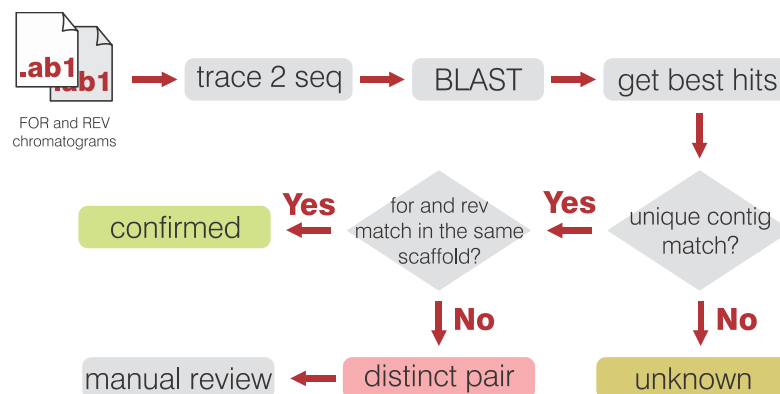 .ab1
.ab1
FOR and REV
chromatograms
trace 2 seq
BLAST
get best hits
unique contig
match?
Yes
for and rev
match in the same
scaffold?
Yes
confirmed
No
No
manual review
distinct pair
unknown